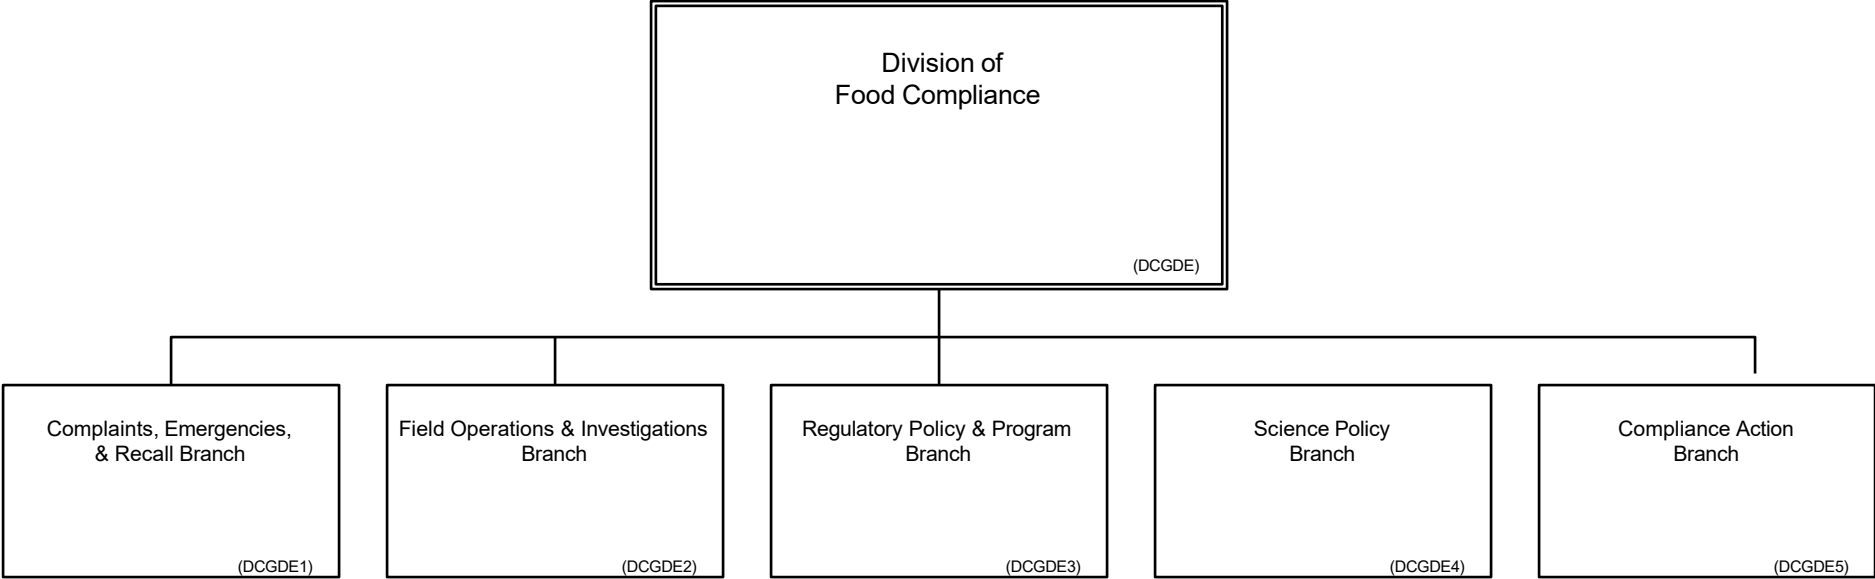 Division of
Food Compliance
(DCGDE)
Complaints, Emergencies,
& Recall Branch
(DCGDE1)
Field Operations & Investigations
Branch
(DCGDE2)
Regulatory Policy & Program
Branch
(DCGDE3)
Science Policy
Branch
(DCGDE4)
Compliance Action
Branch
(DCGDE5)